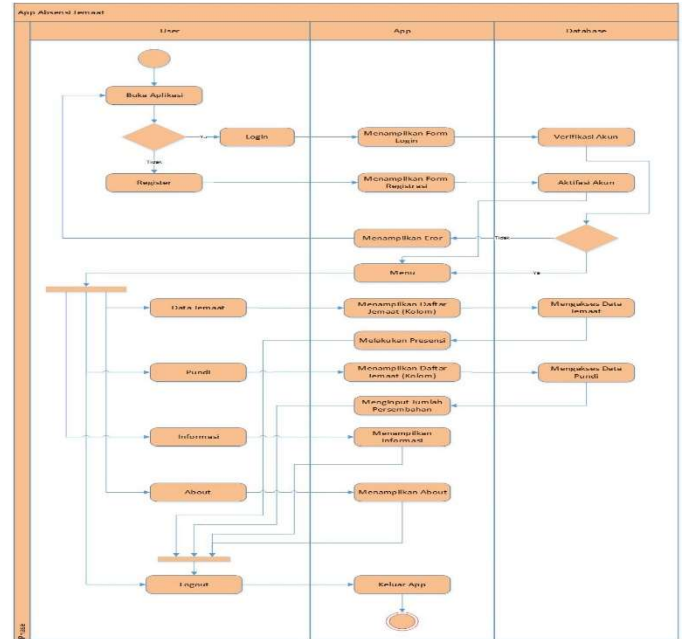 App Absensi Jemaat
User
App
Database
Buka Aplikasi
Ya
Login
Menampilkan Form
Login
Verifikasi Akun
Tidak
Register
Menampilkan Form
Registrasi
Aktifasi Akun
Menampilkan Eror
Tidak
Menu
Ya
Data Jemaat
Menampilkan Daftar
Jemaat (Kolom)
Mengakses Data
Jemaat
Melakukan Presensi
Pundi
Menampilkan Daftar
Jemaat (Kolom)
Mengakses Data
Pundi
Menginput Jumlah
Persembahan
Informasi
Menampilkan
Informasi
About
Menampilkan About
Logout
Keluar App
Phase